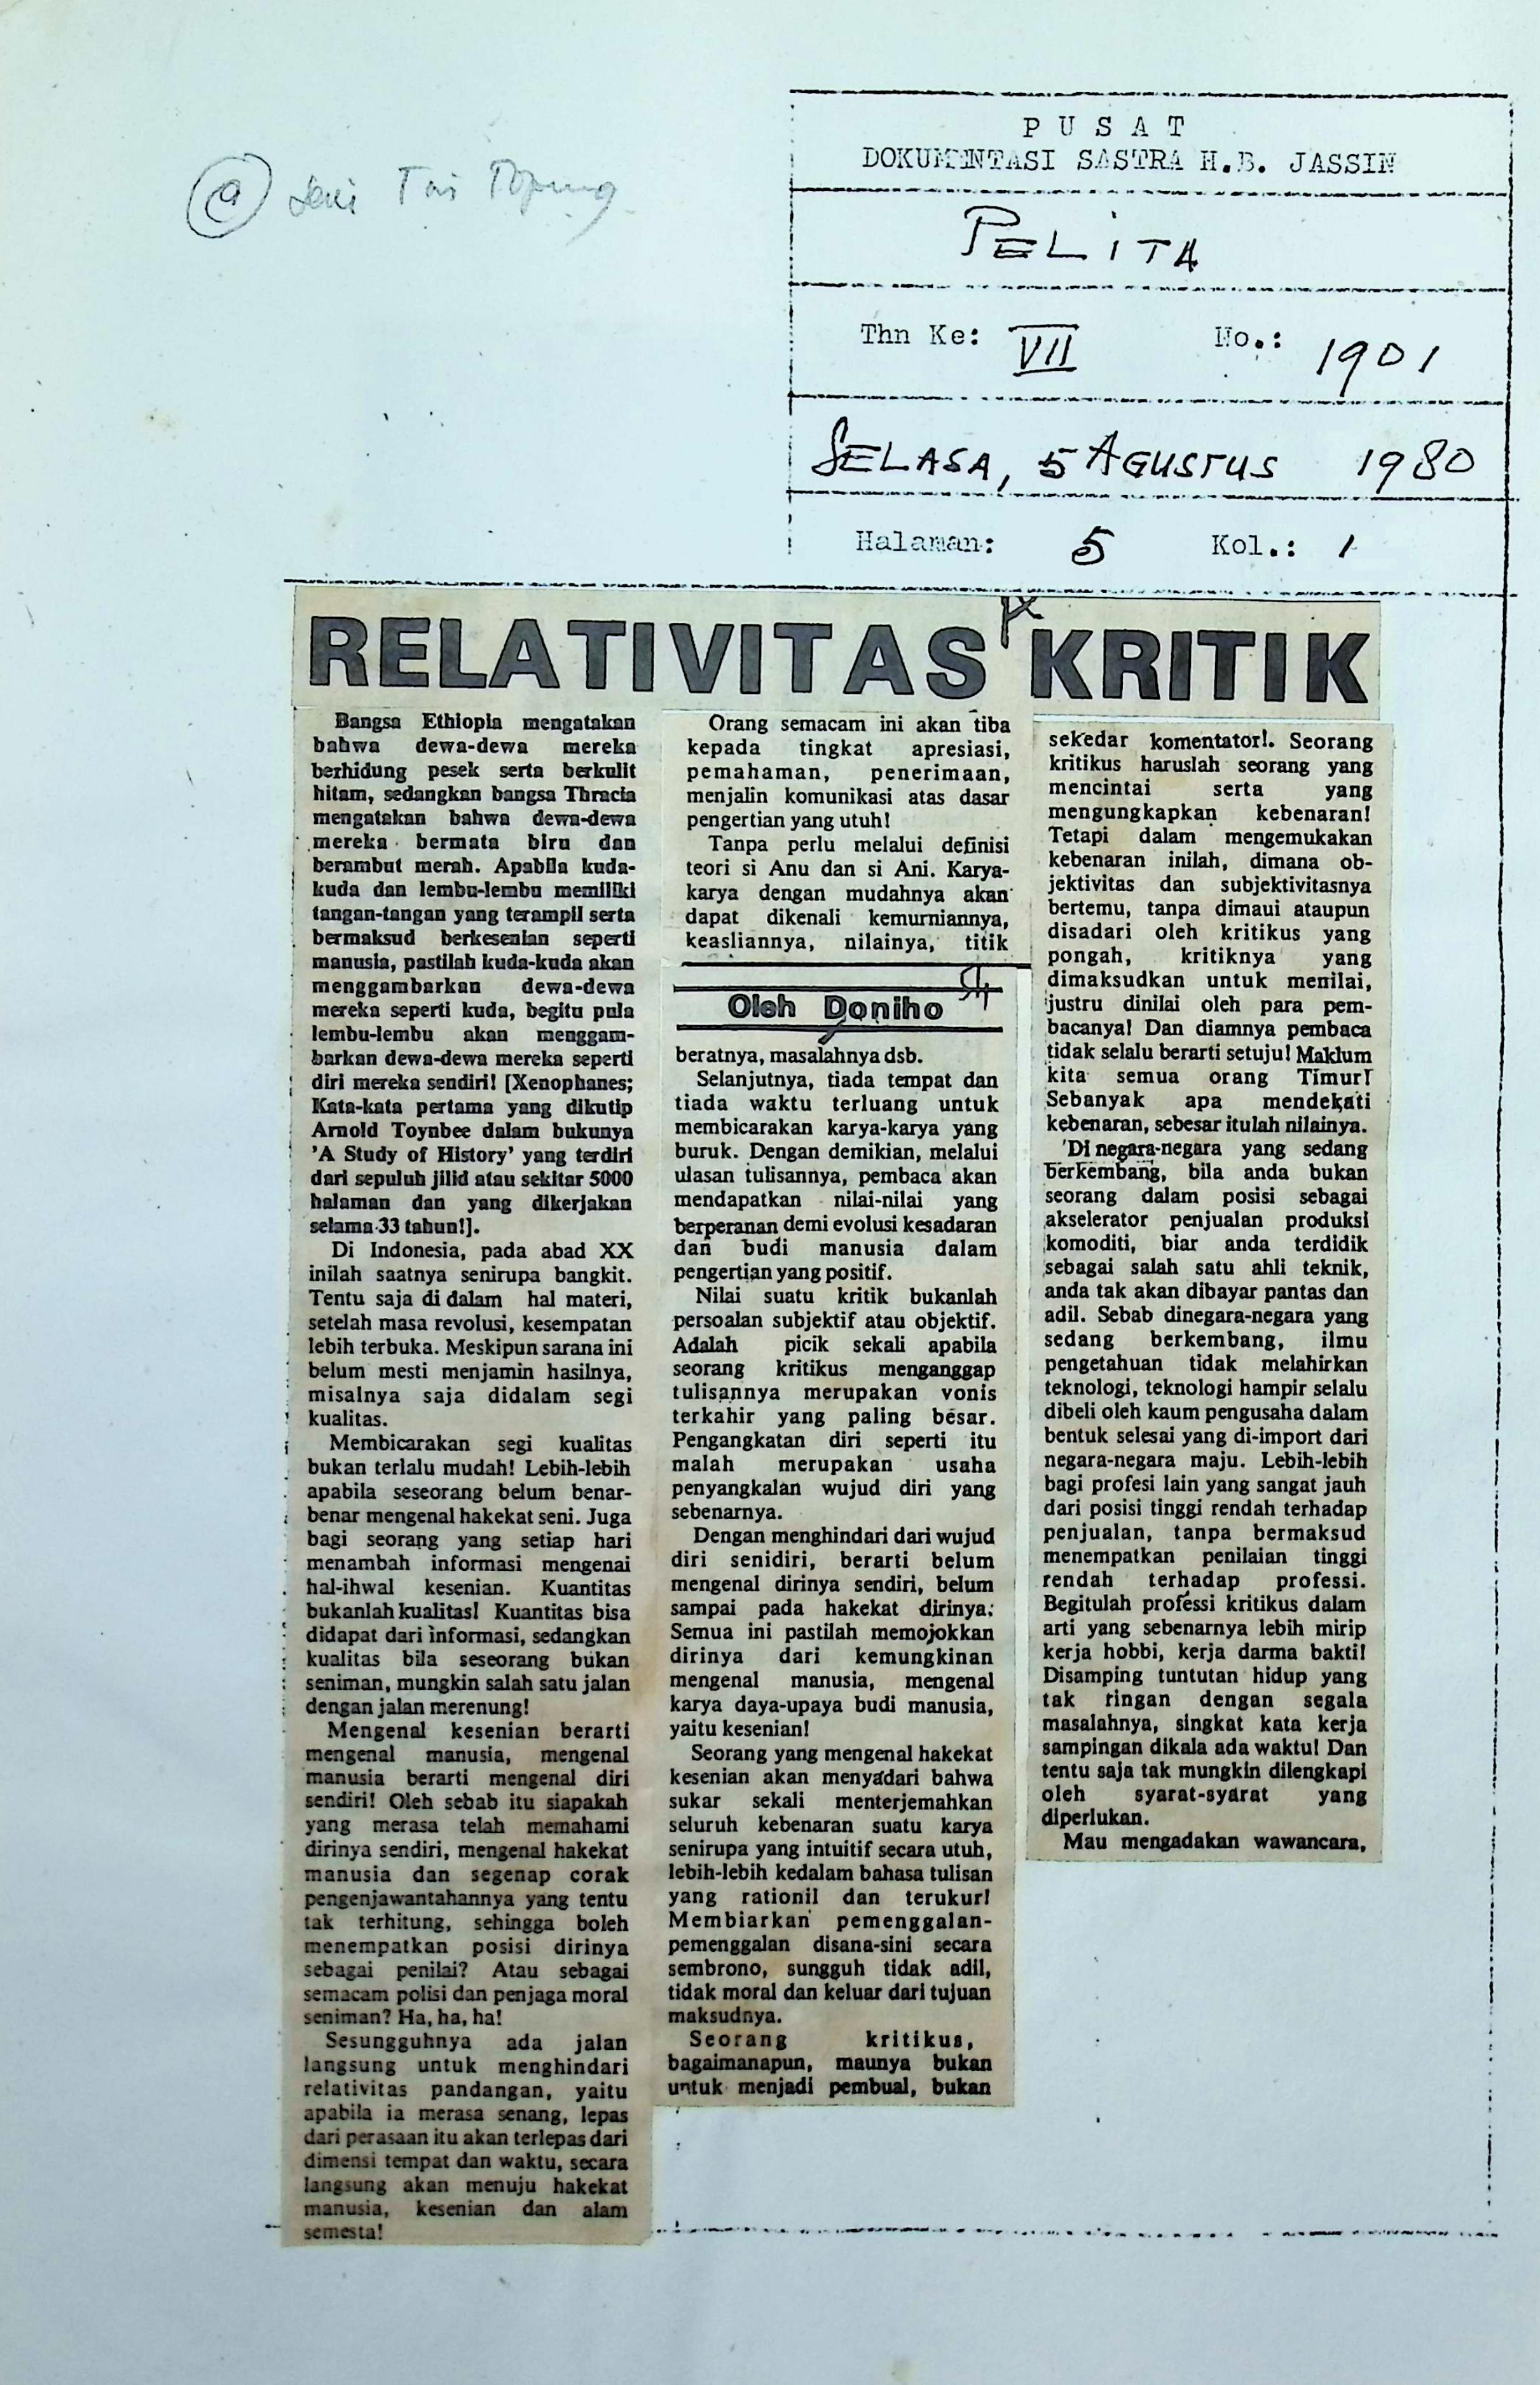 PUSAT
DOKUMENTASI SASTRA H.B. JASSIN
PELITA
Thn Ke: VII No.: 1901
SELASA, 5 AGUSTUS 1980
Halaman: 5 Kol.: 1
RELATIVITAS KRITIK
Bangsa Ethiopia mengatakan
bahwa dewa-dewa mereka
berhidung pesek serta berkulit
hitam, sedangkan bangsa Thracia
mengatakan bahwa dewa-dewa
mereka bermata biru dan
berambut merah. Apabila kuda-
kuda dan lembu-lembu memiliki
tangan-tangan yang terampil serta
bermaksud berkesenian seperti
manusia, pastilah kuda-kuda akan
menggambarkan dewa-dewa
mereka seperti kuda, begitu pula
lembu-lembu akan menggam-
barkan dewa-dewa mereka seperti
diri mereka sendiri! [Xenophanes;
Kata-kata pertama yang dikutip
Arnold Toynbee dalam bukunya
'A Study of History' yang terdiri
dari sepuluh jilid atau sekitar 5000
halaman dan yang dikerjakan
selama 33 tahun!].
Di Indonesia, pada abad XX
inilah saatnya senirupa bangkit.
Tentu saja di dalam hal materi,
setelah masa revolusi, kesempatan
lebih terbuka. Meskipun sarana ini
belum mesti menjamin hasilnya,
misalnya saja didalam segi
kualitas.
Membicarakan segi kualitas
bukan terlalu mudah! Lebih-lebih
apabila seseorang belum benar-
benar mengenal hakekat seni. Juga
bagi seorang yang setiap hari
menambah informasi mengenai
hal-ihwal kesenian. Kuantitas
bukanlah kualitas! Kuantitas bisa
didapat dari informasi, sedangkan
kualitas bila seseorang bukan
seniman, mungkin salah satu jalan
dengan jalan merenung!
Mengenal kesenian berarti
mengenal manusia, mengenal
manusia berarti mengenal diri
sendiri! Oleh sebab itu siapakah
yang merasa telah memahami
dirinya sendiri, mengenal hakekat
manusia dan segenap corak
pengenjawantahannya yang tentu
tak terhitung, sehingga boleh
menempatkan posisi dirinya
sebagai penilai? Atau sebagai
semacam polisi dan penjaga moral
seniman? Ha, ha, ha!
Sesungguhnya ada jalan
langsung untuk menghindari
relativitas pandangan, yaitu
apabila ia merasa senang, lepas
dari perasaan itu akan terlepas dari
dimensi tempat dan waktu, secara
langsung akan menuju hakekat
manusia, kesenian dan alam
semesta!
Orang semacam ini akan tiba
kepada tingkat apresiasi,
pemahaman, penerimaan,
menjalin komunikasi atas dasar
pengertian yang utuh!
Tanpa perlu melalui definisi
teori si Anu dan si Ani. Karya-
karya dengan mudahnya akan
dapat dikenali kemurniannya,
keasliannya, nilainya, titik
Oleh Doniho
beratnya, masalahnya dsb.
Selanjutnya, tiada tempat dan
tiada waktu terluang untuk
membicarakan karya-karya yang
buruk. Dengan demikian, melalui
ulasan tulisannya, pembaca akan
mendapatkan nilai-nilai yang
berperanan demi evolusi kesadaran
dan budi manusia dalam
pengertian yang positif.
Nilai suatu kritik bukanlah
persoalan subjektif atau objektif.
Adalah picik sekali apabila
seorang kritikus menganggap
tulisannya merupakan vonis
terkahir yang paling besar.
Pengangkatan diri seperti itu
malah merupakan usaha
penyangkalan wujud diri yang
sebenarnya.
Dengan menghindari dari wujud
diri senidiri, berarti belum
mengenal dirinya sendiri, belum
sampai pada hakekat dirinya.
Semua ini pastilah memojokkan
dirinya dari kemungkinan
mengenal manusia, mengenal
karya daya-upaya budi manusia,
yaitu kesenian!
Seorang yang mengenal hakekat
kesenian akan menyadari bahwa
sukar sekali menterjemahkan
seluruh kebenaran suatu karya
senirupa yang intuitif secara utuh,
lebih-lebih kedalam bahasa tulisan
yang rationil dan terukur!
Membiarkan pemenggalan-
pemenggalan disana-sini secara
sembrono, sungguh tidak adil,
tidak moral dan keluar dari tujuan
maksudnya.
Seorang kritikus,
bagaimanapun, maunya bukan
untuk menjadi pembual, bukan
sekedar komentator!. Seorang
kritikus haruslah seorang yang
mencintai serta yang
mengungkapkan kebenaran!
Tetapi dalam mengemukakan
kebenaran inilah, dimana ob-
jektivitas dan subjektivitasnya
bertemu, tanpa dimaui ataupun
disadari oleh kritikus yang
pongah, kritiknya yang
dimaksudkan untuk menilai,
justru dinilai oleh para pem-
bacanya! Dan diamnya pembaca
tidak selalu berarti setuju! Maklum
kita semua orang Timur!
Sebanyak apa mendekati
kebenaran, sebesar itulah nilainya.
'Di negara-negara yang sedang
berkembang, bila anda bukan
seorang dalam posisi sebagai
akselerator penjualan produksi
komoditi, biar anda terdidik
sebagai salah satu ahli teknik,
anda tak akan dibayar pantas dan
adil. Sebab dinegara-negara yang
sedang berkembang, ilmu
pengetahuan tidak melahirkan
teknologi, teknologi hampir selalu
dibeli oleh kaum pengusaha dalam
bentuk selesai yang di-import dari
negara-negara maju. Lebih-lebih
bagi profesi lain yang sangat jauh
dari posisi tinggi rendah terhadap
penjualan, tanpa bermaksud
menempatkan penilaian tinggi
rendah terhadap professi.
Begitulah professi kritikus dalam
arti yang sebenarnya lebih mirip
kerja hobbi, kerja darma bakti!
Disamping tuntutan hidup yang
tak ringan dengan segala
masalahnya, singkat kata kerja
sampingan dikala ada waktu! Dan
tentu saja tak mungkin dilengkapi
oleh syarat-syarat yang
diperlukan.
Mau mengadakan wawancara,